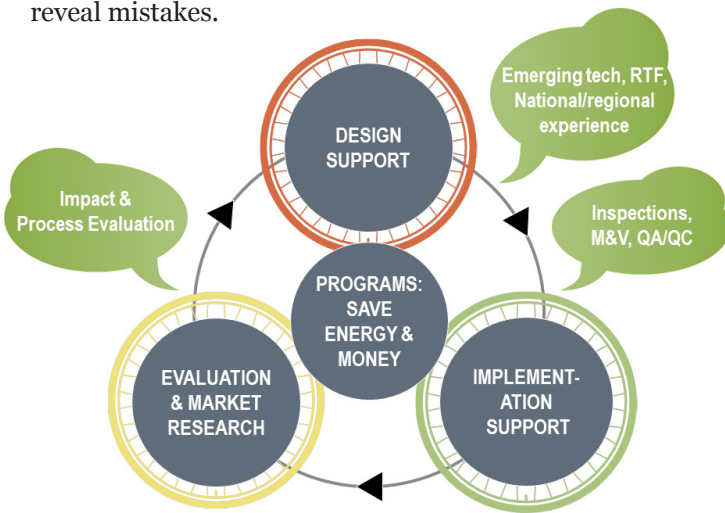 reveal mistakes.
DESIGN
SUPPORT
Emerging tech, RTF,
National/regional
experience
Impact &
Process Evaluation
Inspections,
M&V, QA/QC
PROGRAMS:
SAVE
ENERGY &
MONEY
EVALUATION
& MARKET
RESEARCH
IMPLEMENT-
ATION
SUPPORT